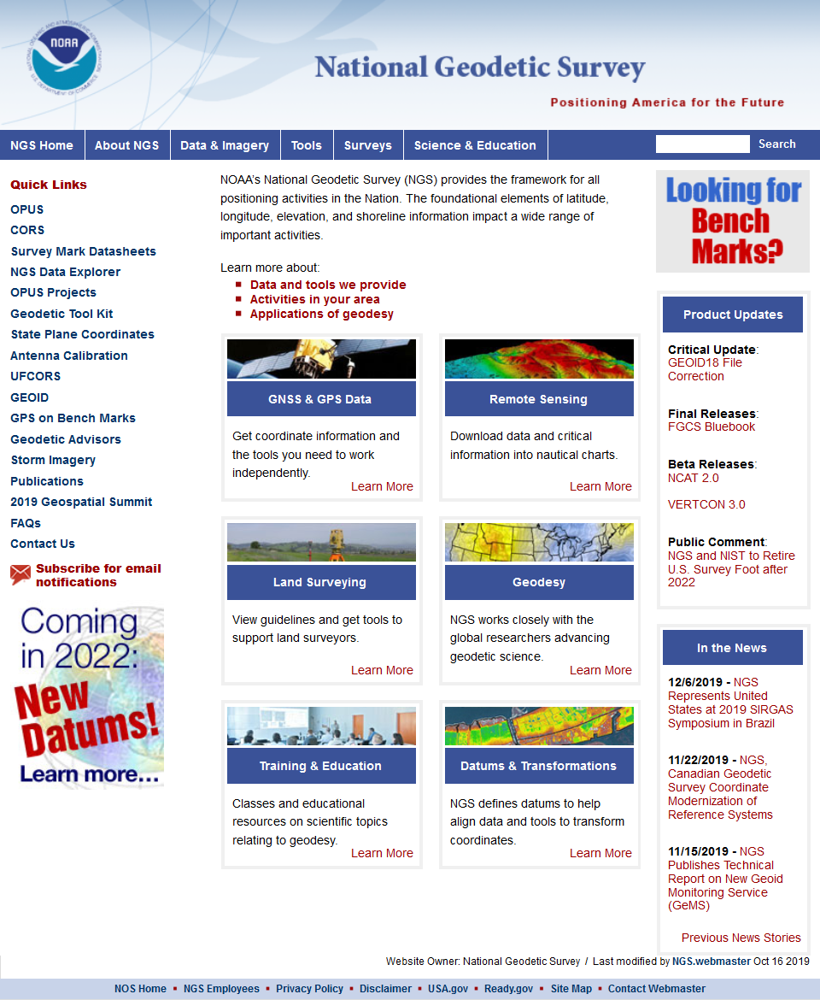 NOAA
NATIONAL OCEANIC AND ATMOSPHERIC ADMINISTRATION
U.S. DEPARTMENT OF COMMERCE
National Geodetic Survey
Positioning America for the Future
NGS Home
About NGS
Data & Imagery
Tools
Surveys
Science & Education
Search
Quick Links
OPUS
CORS
Survey Mark Datasheets
NGS Data Explorer
OPUS Projects
Geodetic Tool Kit
State Plane Coordinates
Antenna Calibration
UFCORS
GEOID
GPS on Bench Marks
Geodetic Advisors
Storm Imagery
Publications
2019 Geospatial Summit
FAQs
Contact Us
Subscribe for email
notifications
Coming
in 2022:
New
Datums!
Learn more...
NOAA's National Geodetic Survey (NGS) provides the framework for all
positioning activities in the Nation. The foundational elements of latitude,
longitude, elevation, and shoreline information impact a wide range of
important activities.
Learn more about:
Data and tools we provide
Activities in your area
Applications of geodesy
GNSS & GPS Data
Get coordinate information and
the tools you need to work
independently.
Learn More
Remote Sensing
Download data and critical
information into nautical charts.
Learn More
Land Surveying
View guidelines and get tools to
support land surveyors.
Learn More
Geodesy
NGS works closely with the
global researchers advancing
geodetic science.
Learn More
Training & Education
Classes and educational
resources on scientific topics
relating to geodesy.
Learn More
Datums & Transformations
NGS defines datums to help
align data and tools to transform
coordinates.
Learn More
Looking for
Bench
Marks?
Product Updates
Critical Update:
GEOID18 File
Correction
Final Releases:
FGCS Bluebook
Beta Releases:
NCAT 2.0
VERTCON 3.0
Public Comment:
NGS and NIST to Retire
U.S. Survey Foot after
2022
In the News
12/6/2019 - NGS
Represents United
States at 2019 SIRGAS
Symposium in Brazil
11/22/2019 - NGS,
Canadian Geodetic
Survey Coordinate
Modernization of
Reference Systems
11/15/2019 - NGS
Publishes Technical
Report on New Geoid
Monitoring Service
(GeMS)
Previous News Stories
Website Owner: National Geodetic Survey / Last modified by NGS.webmaster Oct 16 2019
NOS Home ▪ NGS Employees ▪ Privacy Policy ▪ Disclaimer ▪ USA.gov ▪ Ready.gov ▪ Site Map ▪ Contact Webmaster